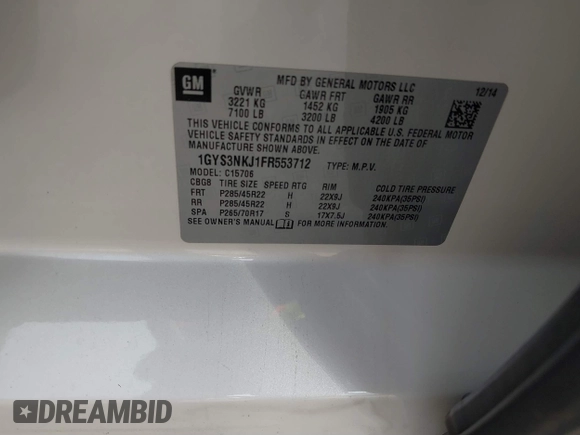 GM
MFD BY GENERAL MOTORS LLC
12/14
GVWR GAWR FRT GAWR RR
3221 KG 1452 KG 1905 KG
7100 LB 3200 LB 4200 LB
THIS VEHICLE CONFORMS TO ALL APPLICABLE U.S. FEDERAL MOTOR
VEHICLE SAFETY STANDARDS IN EFFECT ON THE DATE OF
MANUFACTURE SHOWN ABOVE.
1GYS3NKJ1FR553712 TYPE: M.P.V.
MODEL: C15706
CBG8 TIRE SIZE SPEED RTG RIM COLD TIRE PRESSURE
FRT P285/45R22 H 22X9J 240KPA(35PSI)
RR P285/45R22 H 22X9J 240KPA(35PSI)
SPA P265/70R17 S 17X7.5J 240KPA(35PSI)
SEE OWNER'S MANUAL FOR MORE INFORMATION.
DREAMBID